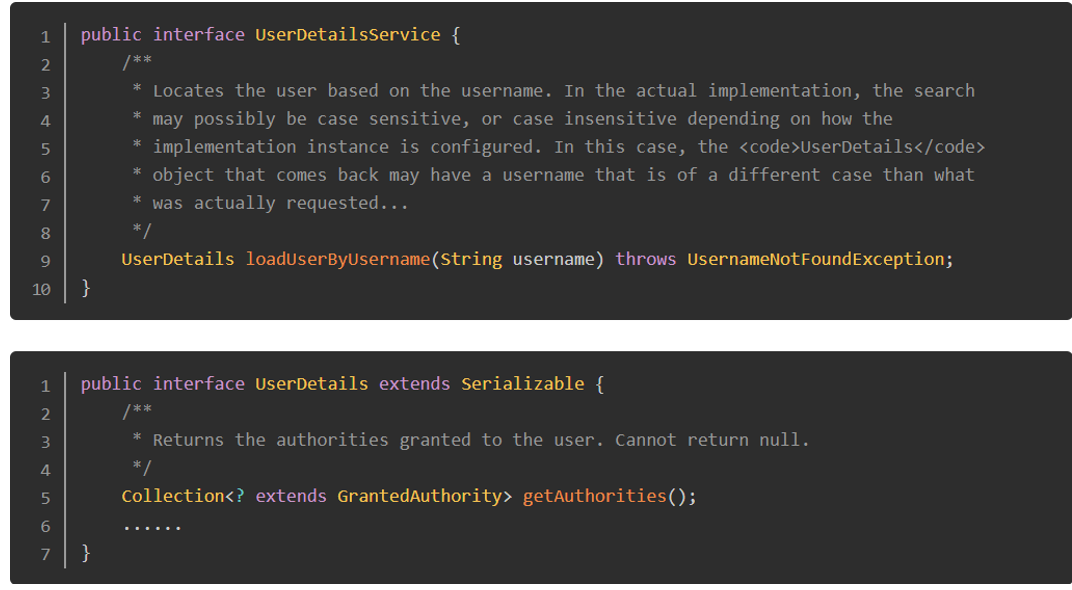 1 public interface UserDetailsService {
2     /**
3      * Locates the user based on the username. In the actual implementation, the search
4      * may possibly be case sensitive, or case insensitive depending on how the
5      * implementation instance is configured. In this case, the <code>UserDetails</code>
6      * object that comes back may have a username that is of a different case than what
7      * was actually requested...
8      */
9     UserDetails loadUserByUsername(String username) throws UsernameNotFoundException;
10 }
1 public interface UserDetails extends Serializable {
2     /**
3      * Returns the authorities granted to the user. Cannot return null.
4      */
5     Collection<? extends GrantedAuthority> getAuthorities();
6     ......
7 }